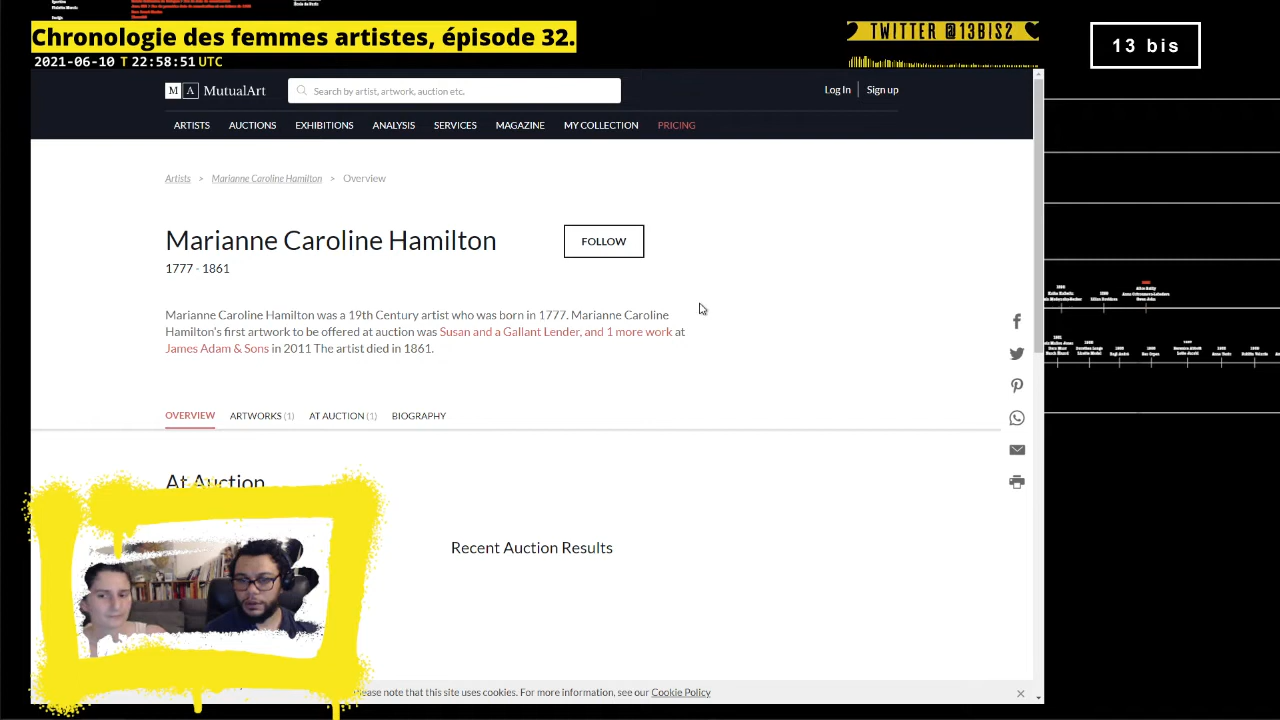 Chronologie des femmes artistes, épisode 32.
TWITTER @13BIS2
13 bis
2021-06-10 T 22:58:51 UTC
M A MutualArt
Search by artist, artwork, auction etc.
Log In Sign up
ARTISTS AUCTIONS EXHIBITIONS ANALYSIS SERVICES MAGAZINE MY COLLECTION PRICING
Artists > Marianne Caroline Hamilton > Overview
Marianne Caroline Hamilton
FOLLOW
1777 - 1861
Marianne Caroline Hamilton was a 19th Century artist who was born in 1777. Marianne Caroline
Hamilton's first artwork to be offered at auction was Susan and a Gallant Lender, and 1 more work at
James Adam & Sons in 2011 The artist died in 1861.
OVERVIEW ARTWORKS (1) AT AUCTION (1) BIOGRAPHY
At Auction
Recent Auction Results
note that this site uses cookies. For more information, see our Cookie Policy